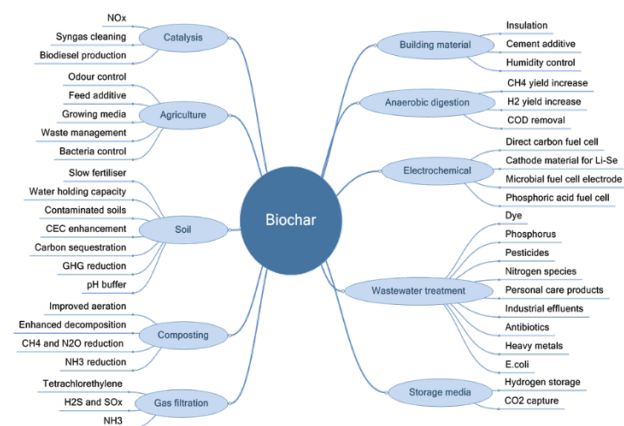 NOx
Syngas cleaning
Biodiesel production
Catalysis
Odour control
Feed additive
Growing media
Waste management
Bacteria control
Agriculture
Slow fertiliser
Water holding capacity
Contaminated soils
CEC enhancement
Carbon sequestration
GHG reduction
pH buffer
Soil
Improved aeration
Enhanced decomposition
CH4 and N2O reduction
NH3 reduction
Composting
Tetrachlorethylene
H2S and SOx
NH3
Gas filtration
Biochar
Building material
Insulation
Cement additive
Humidity control
Anaerobic digestion
CH4 yield increase
H2 yield increase
COD removal
Electrochemical
Direct carbon fuel cell
Cathode material for Li-Se
Microbial fuel cell electrode
Phosphoric acid fuel cell
Wastewater treatment
Dye
Phosphorus
Pesticides
Nitrogen species
Personal care products
Industrial effluents
Antibiotics
Heavy metals
E.coli
Storage media
Hydrogen storage
CO2 capture